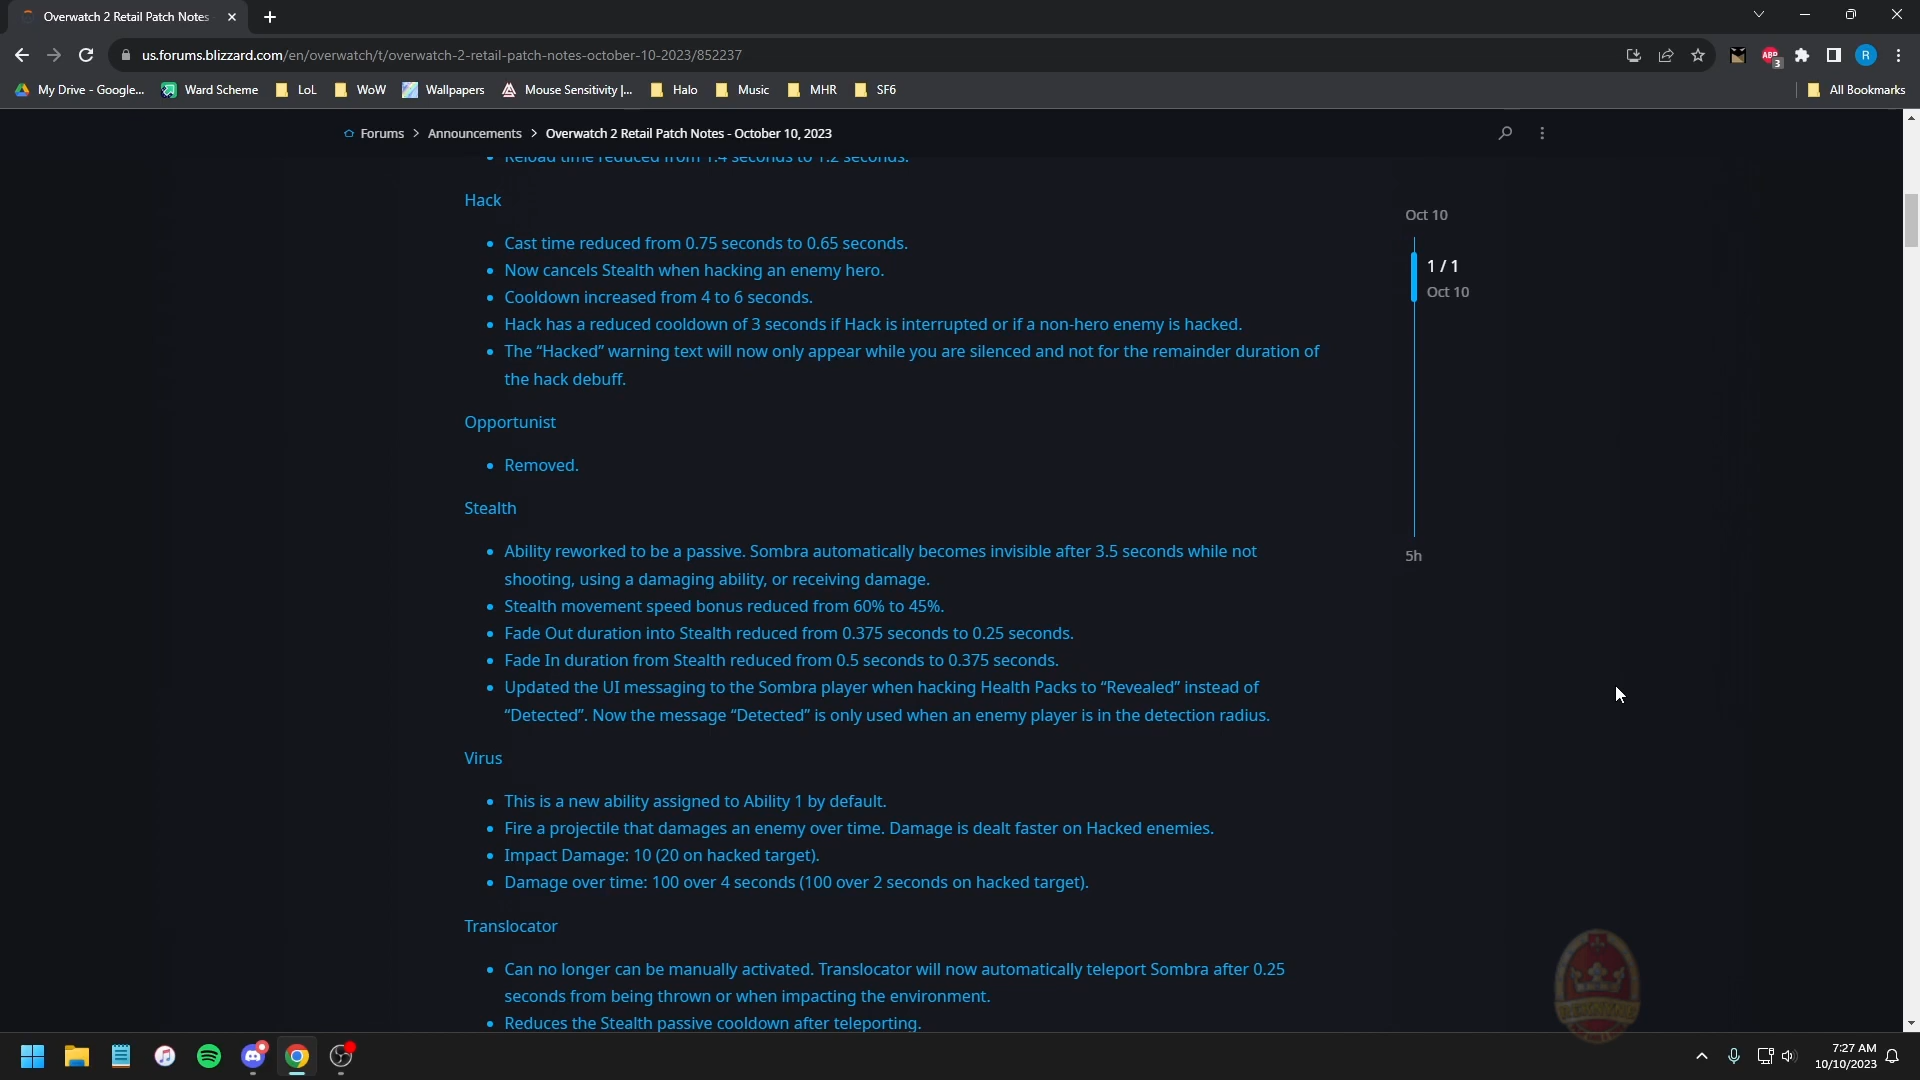 Overwatch 2 Retail Patch Notes
us.forums.blizzard.com/en/overwatch/t/overwatch-2-retail-patch-notes-october-10-2023/852237
ABP
3
R
My Drive - Google...
Ward Scheme
LoL
WoW
Wallpapers
Mouse Sensitivity |...
Halo
Music
MHR
SF6
All Bookmarks
Forums > Announcements > Overwatch 2 Retail Patch Notes - October 10, 2023
Reload time reduced from 1.4 seconds to 1.2 seconds.
Hack
Cast time reduced from 0.75 seconds to 0.65 seconds.
Now cancels Stealth when hacking an enemy hero.
Cooldown increased from 4 to 6 seconds.
Hack has a reduced cooldown of 3 seconds if Hack is interrupted or if a non-hero enemy is hacked.
The “Hacked” warning text will now only appear while you are silenced and not for the remainder duration of
the hack debuff.
Opportunist
Removed.
Stealth
Ability reworked to be a passive. Sombra automatically becomes invisible after 3.5 seconds while not
shooting, using a damaging ability, or receiving damage.
Stealth movement speed bonus reduced from 60% to 45%.
Fade Out duration into Stealth reduced from 0.375 seconds to 0.25 seconds.
Fade In duration from Stealth reduced from 0.5 seconds to 0.375 seconds.
Updated the UI messaging to the Sombra player when hacking Health Packs to “Revealed” instead of
“Detected”. Now the message “Detected” is only used when an enemy player is in the detection radius.
Virus
This is a new ability assigned to Ability 1 by default.
Fire a projectile that damages an enemy over time. Damage is dealt faster on Hacked enemies.
Impact Damage: 10 (20 on hacked target).
Damage over time: 100 over 4 seconds (100 over 2 seconds on hacked target).
Translocator
Can no longer can be manually activated. Translocator will now automatically teleport Sombra after 0.25
seconds from being thrown or when impacting the environment.
Reduces the Stealth passive cooldown after teleporting.
Oct 10
1 / 1
Oct 10
5h
7:27 AM
10/10/2023